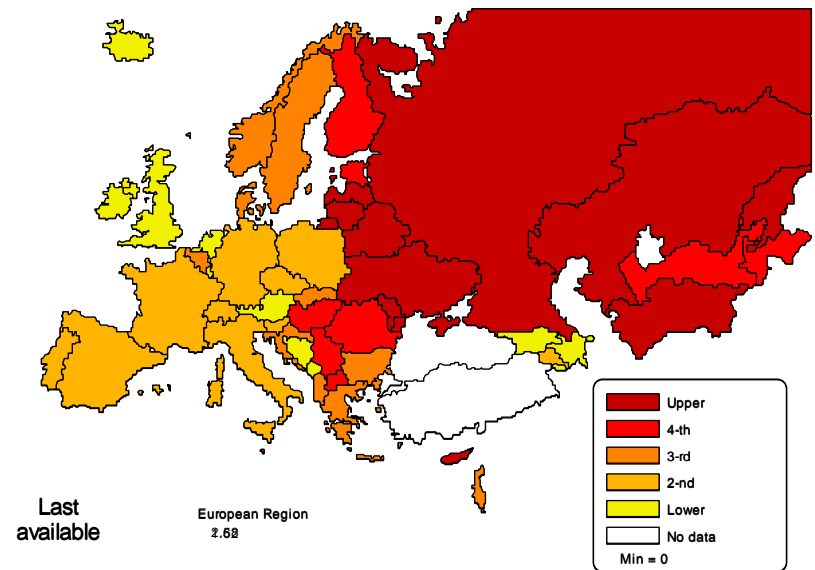 Upper
4-th
3-rd
2-nd
Lower
No data
Min = 0
Last
available
European Region